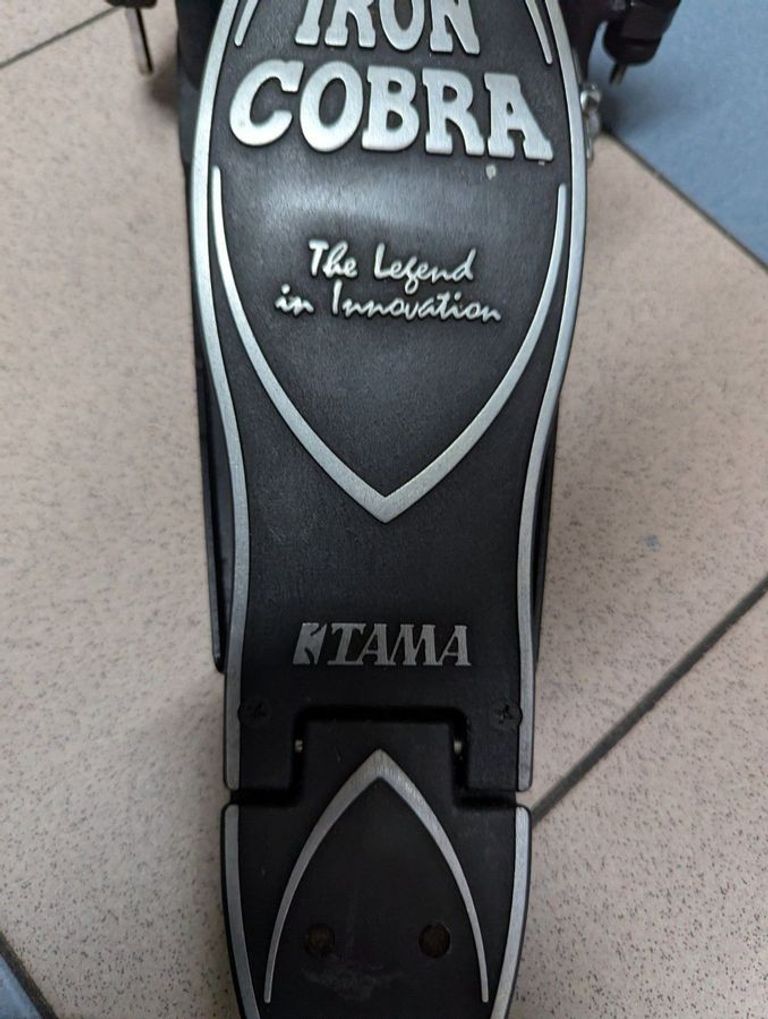 IRON
COBRA
The Legend
in Innovation
TAMA